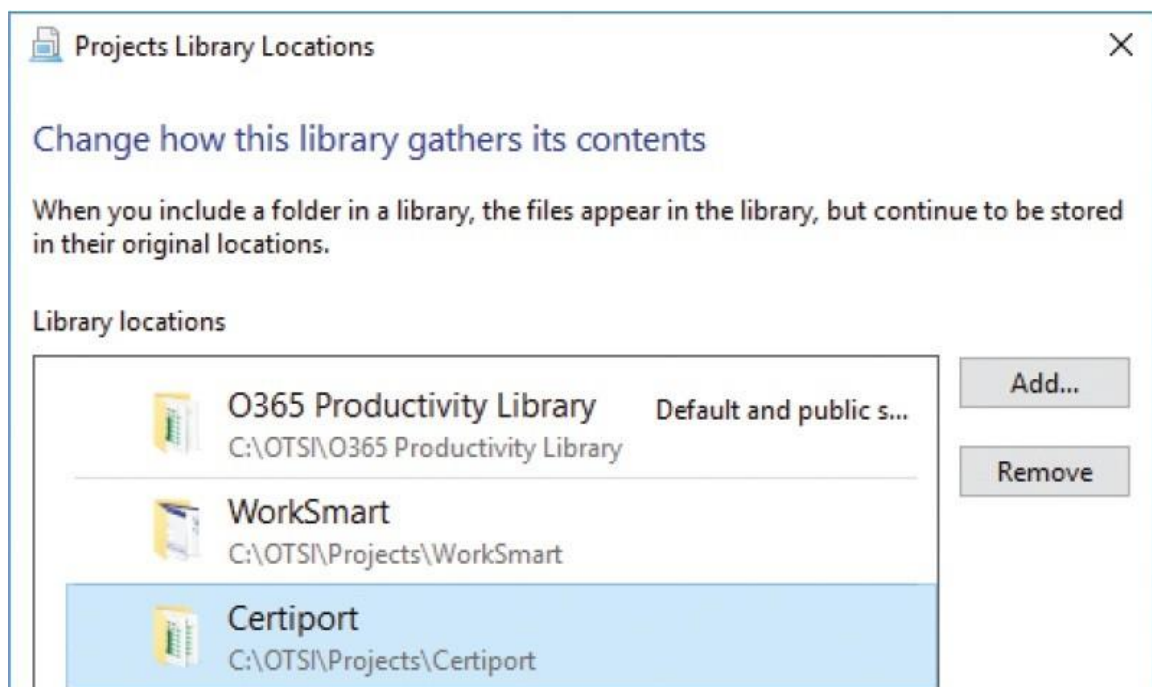 Projects Library Locations
Change how this library gathers its contents
When you include a folder in a library, the files appear in the library, but continue to be stored
in their original locations.
Library locations
O365 Productivity Library Default and public s...
C:\OTSI\O365 Productivity Library
WorkSmart
C:\OTSI\Projects\WorkSmart
Certiport
C:\OTSI\Projects\Certiport
Add...
Remove